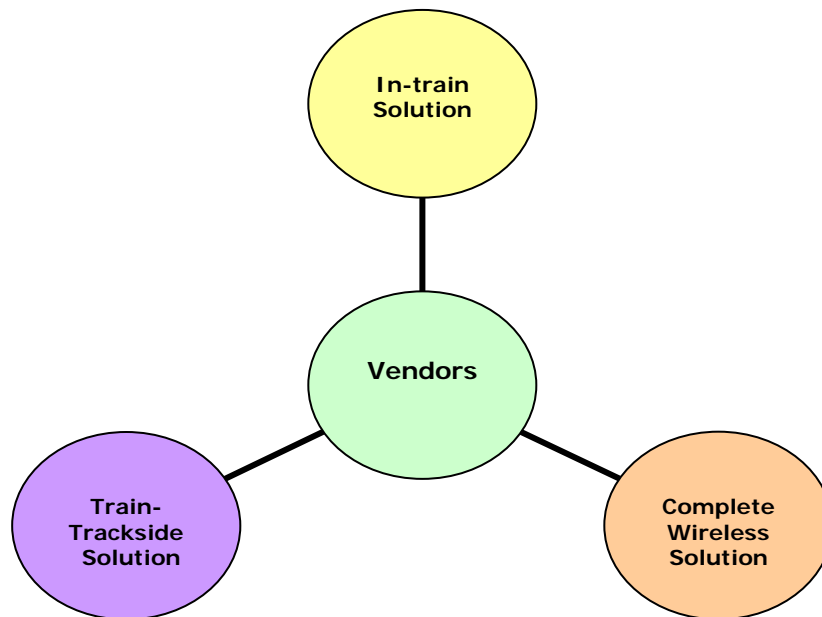 In-train
Solution
Vendors
Train-
Trackside
Solution
Complete
Wireless
Solution